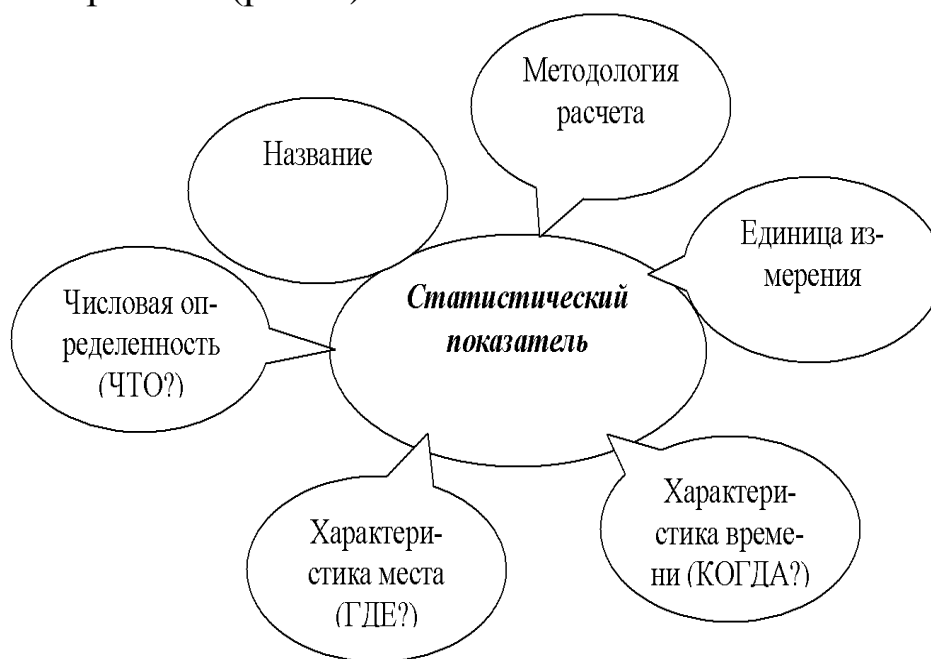 Методология
расчета
Название
Единица из-
мерения
Статистический
показатель
Числовая оп-
ределенность
(ЧТО?)
Характери-
стика места
(ГДЕ?)
Характери-
стика време-
ни (КОГДА?)